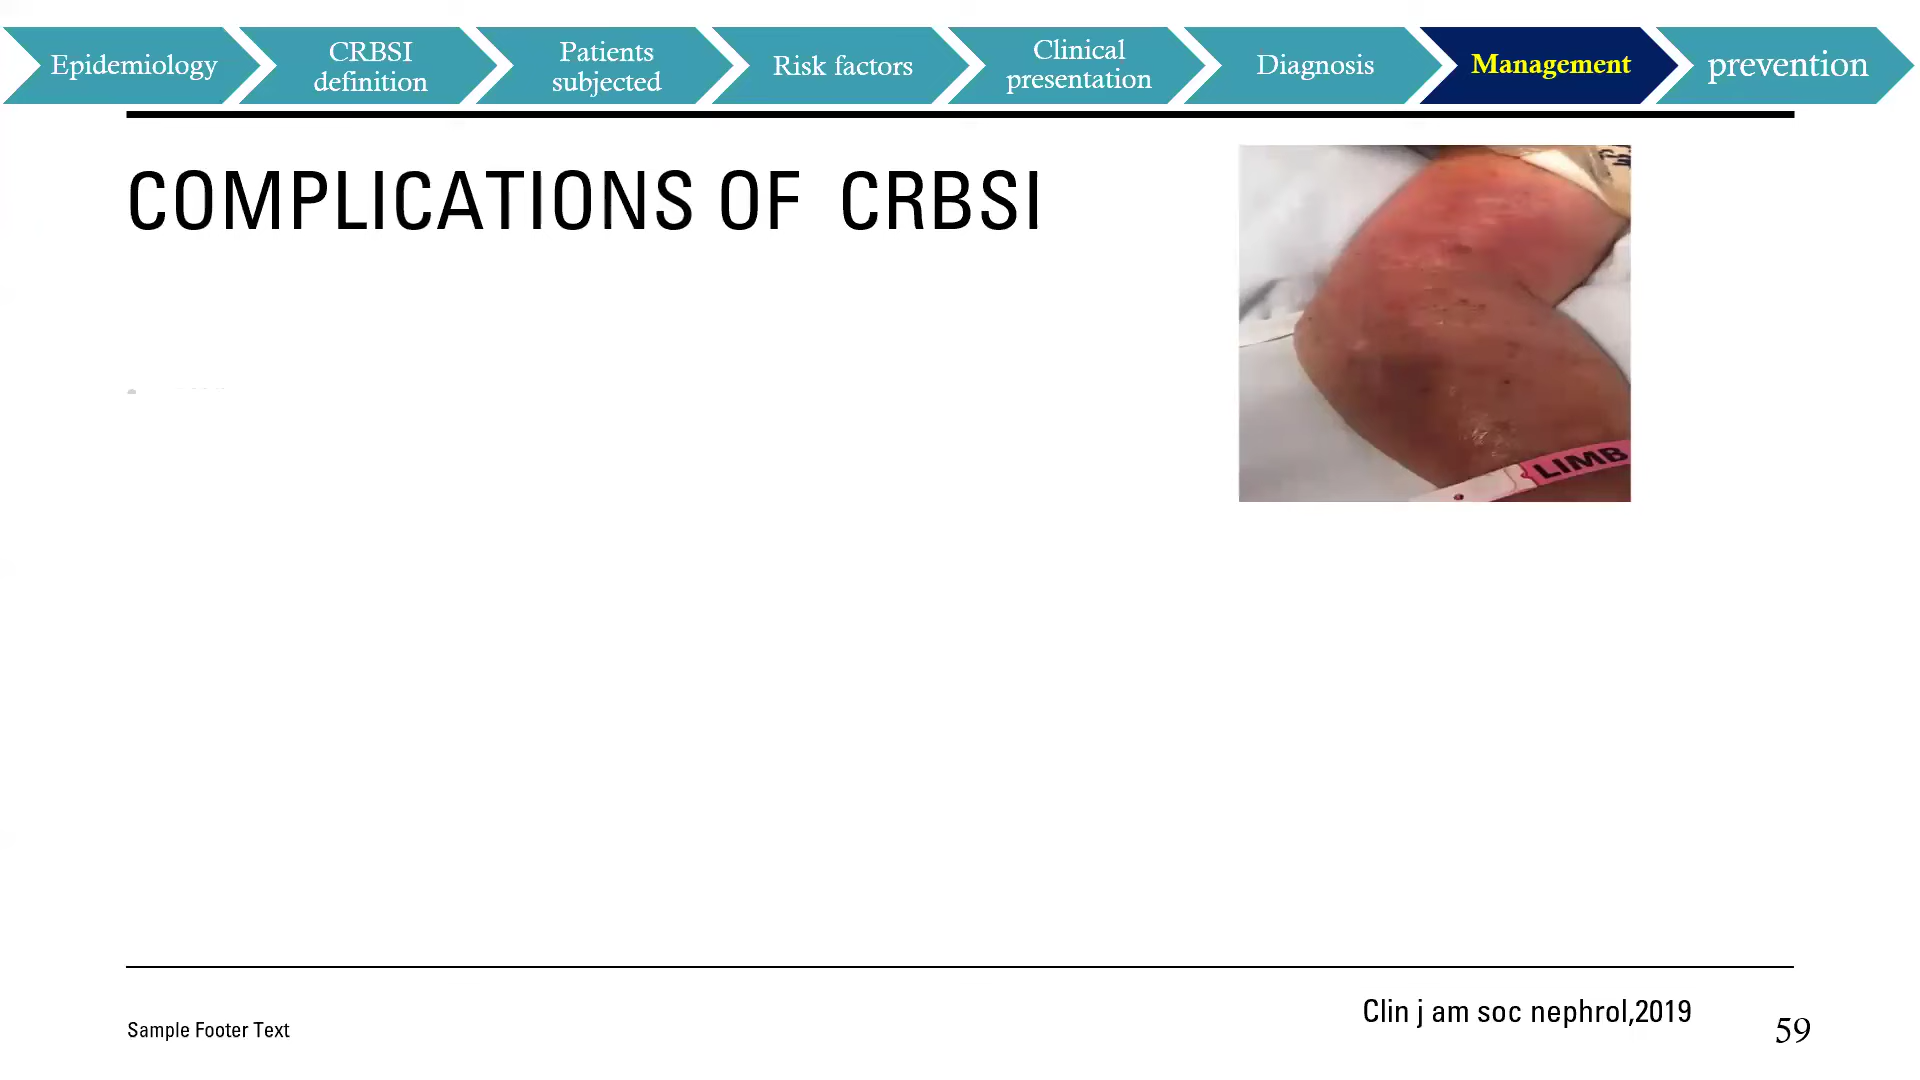 Epidemiology
CRBSI
definition
Patients
subjected
Risk factors
Clinical
presentation
Diagnosis
Management
prevention
COMPLICATIONS OF CRBSI
LIMB
Clin j am soc nephrol,2019
Sample Footer Text
59